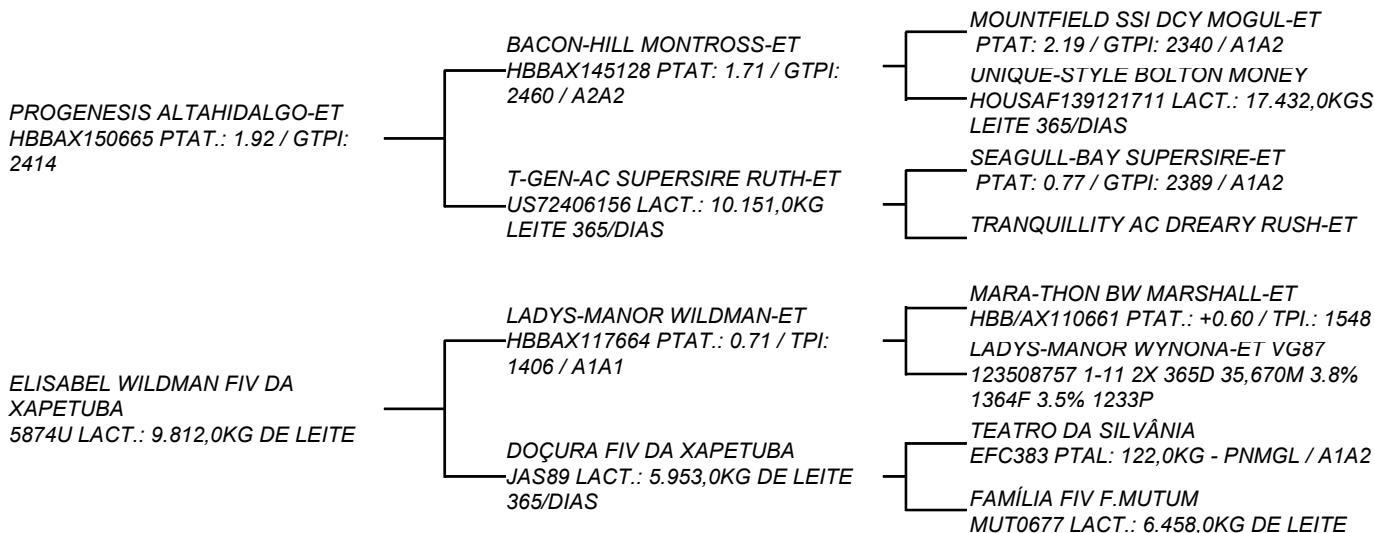 PROGENESIS ALTAHIDALGO-ET
HBBAX150665 PTAT.: 1.92 / GTPI:
2414
BACON-HILL MONTROSS-ET
HBBAX145128 PTAT: 1.71 / GTPI:
2460 / A2A2
MOUNTFIELD SSI DCY MOGUL-ET
PTAT: 2.19 / GTPI: 2340 / A1A2
UNIQUE-STYLE BOLTON MONEY
HOUSAF139121711 LACT.: 17.432,0KGS
LEITE 365/DIAS
T-GEN-AC SUPERSIRE RUTH-ET
US72406156 LACT.: 10.151,0KG
LEITE 365/DIAS
SEAGULL-BAY SUPERSIRE-ET
PTAT: 0.77 / GTPI: 2389 / A1A2
TRANQUILLITY AC DREARY RUSH-ET
ELISABEL WILDMAN FIV DA
XAPETUBA
5874U LACT.: 9.812,0KG DE LEITE
LADYS-MANOR WILDMAN-ET
HBBAX117664 PTAT.: 0.71 / TPI:
1406 / A1A1
MARA-THON BW MARSHALL-ET
HBB/AX110661 PTAT.: +0.60 / TPI.: 1548
LADYS-MANOR WYNONA-ET VG87
123508757 1-11 2X 365D 35,670M 3.8%
1364F 3.5% 1233P
DOÇURA FIV DA XAPETUBA
JAS89 LACT.: 5.953,0KG DE LEITE
365/DIAS
TEATRO DA SILVÂNIA
EFC383 PTAL: 122,0KG - PNMGL / A1A2
FAMÍLIA FIV F.MUTUM
MUT0677 LACT.: 6.458,0KG DE LEITE